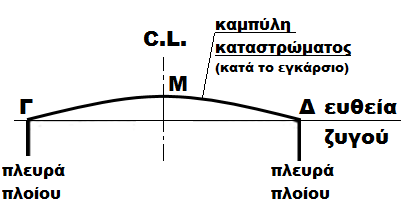 καμπύλη
C.L. καταστρώματος
(κατά το εγκάρσιο)
Μ
Γ Δ ευθεία
ζυγού
πλευρά πλευρά
πλοίου πλοίου